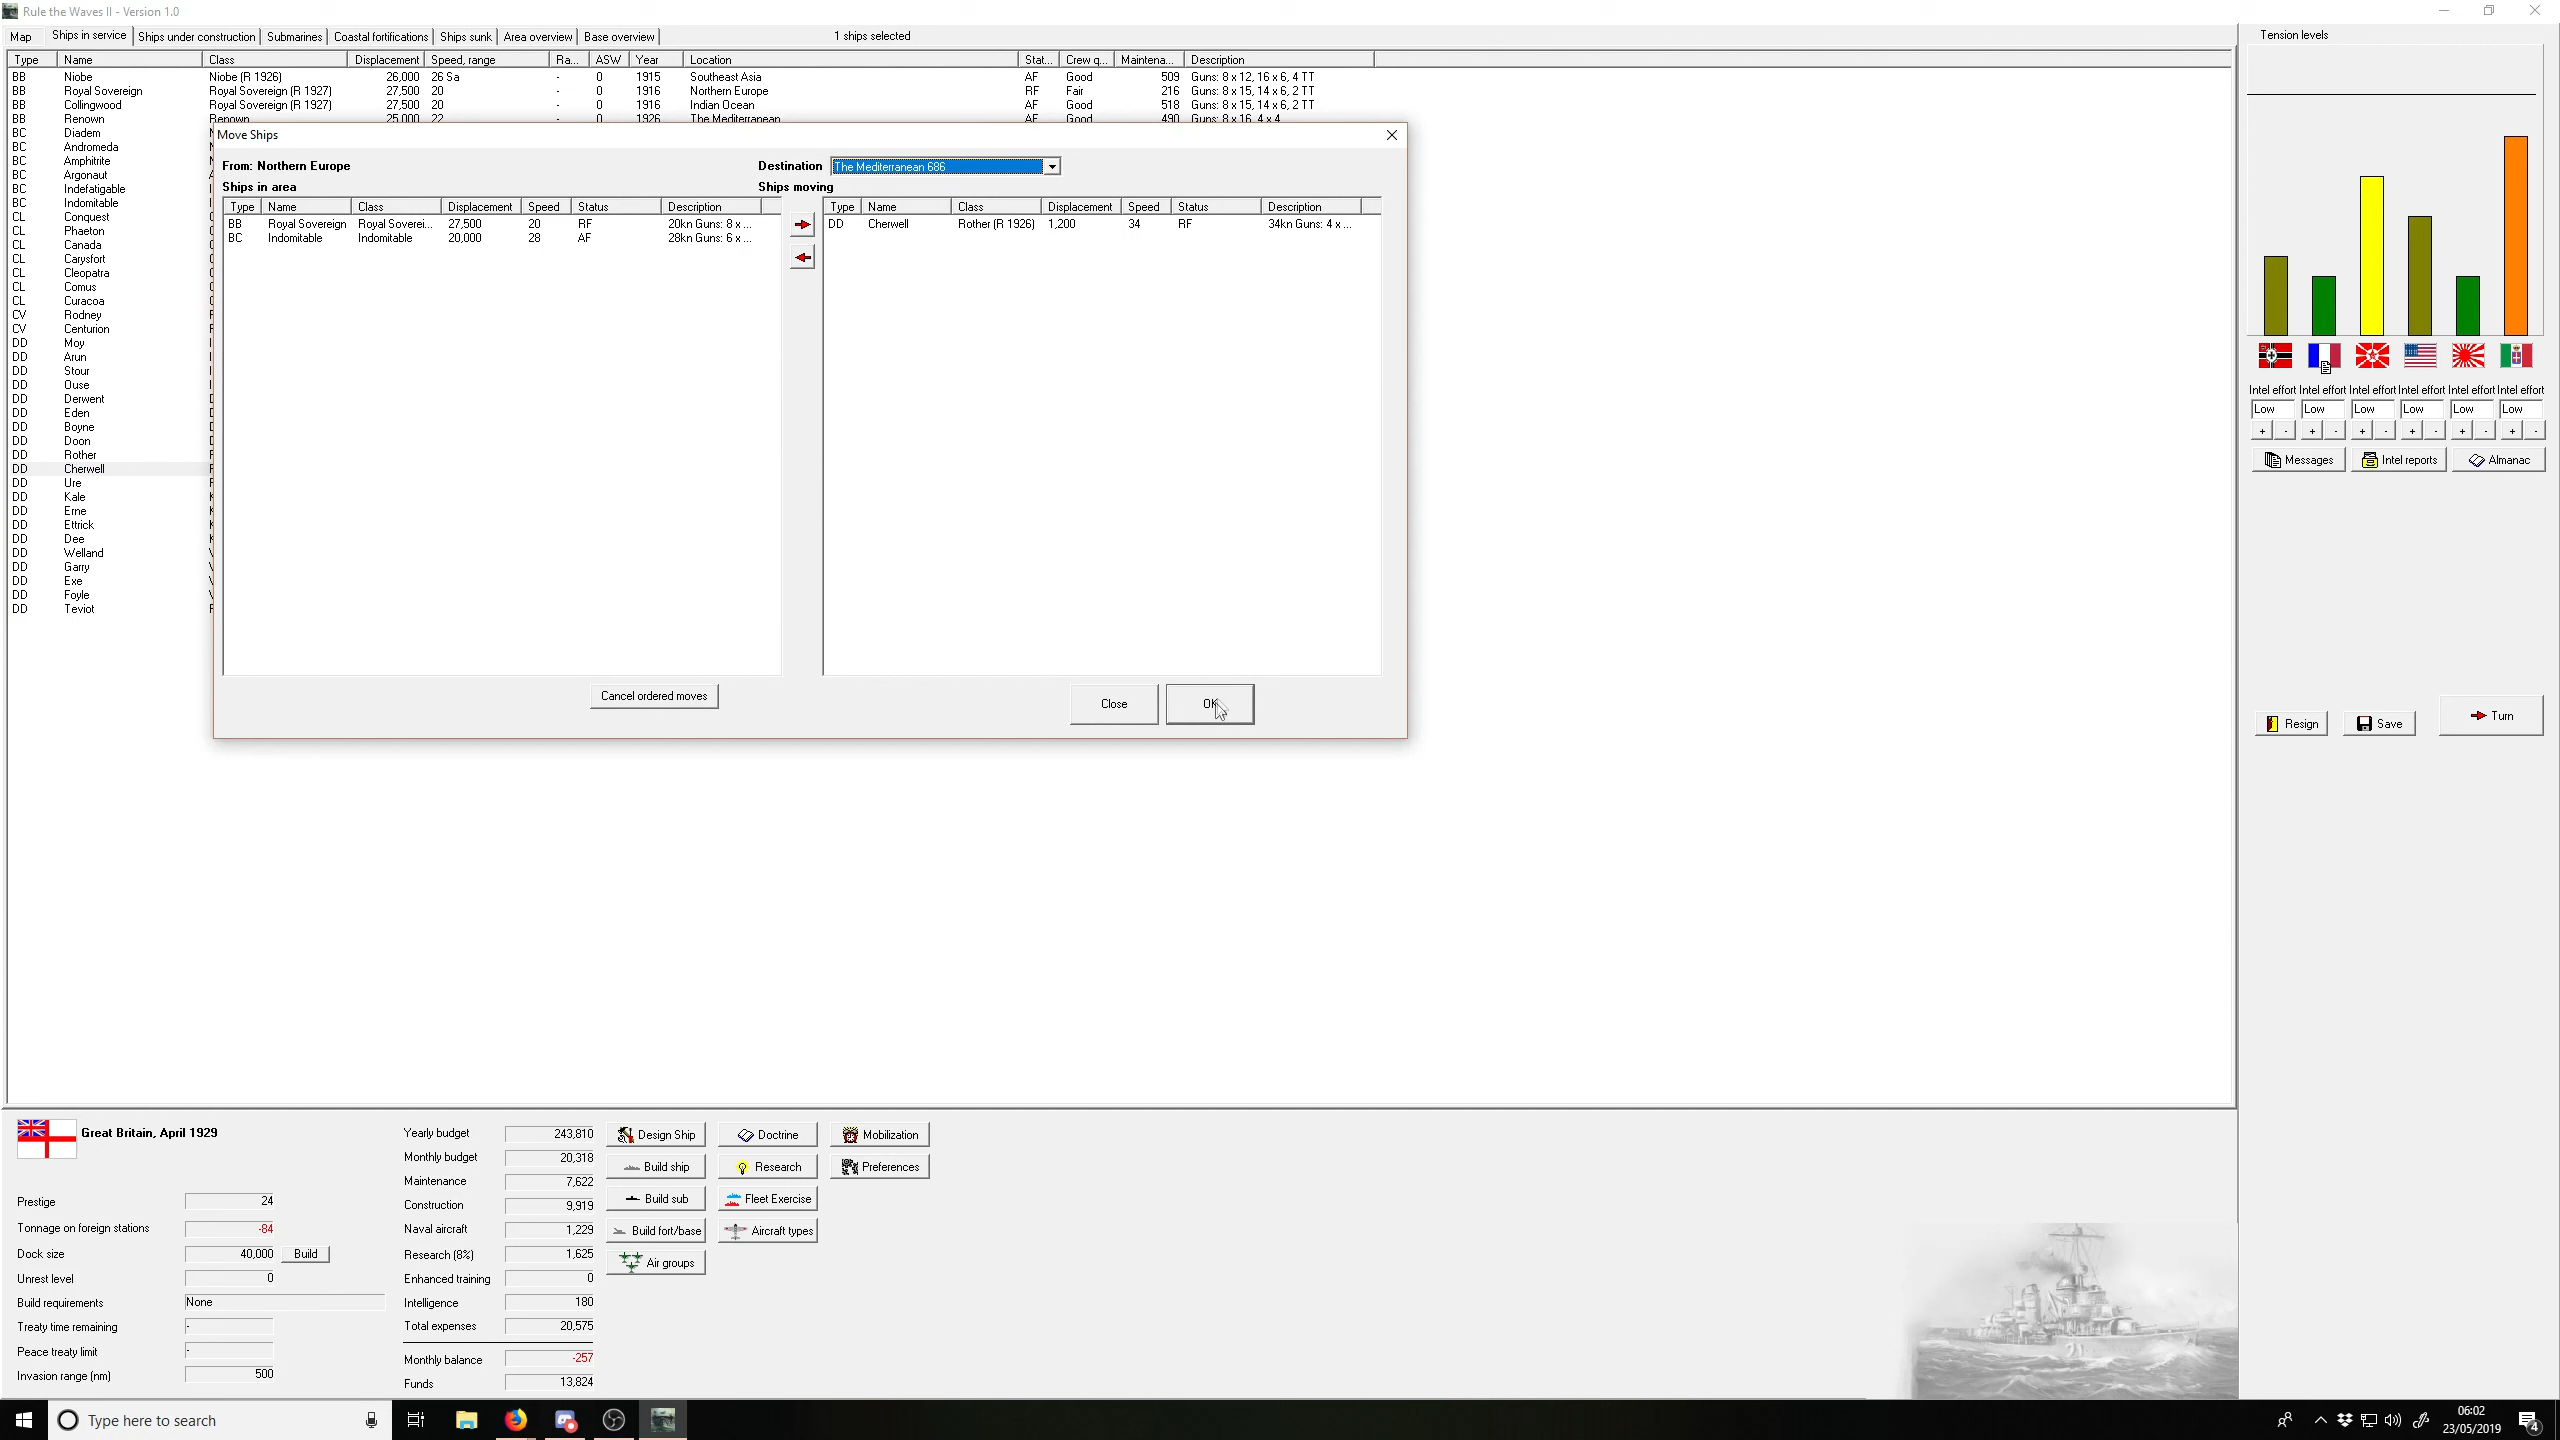 Rule the Waves II - Version 1.0
Map Ships in service Ships under construction Submarines Coastal fortifications Ships sunk Area overview Base overview 1 ships selected
Type Name Class Displacement Speed, range Ra... ASW Year Location Stat... Crew q... Maintena... Description
BB Niobe Niobe (R 1926) 26,000 26 Sa - 0 1915 Southeast Asia AF Good 509 Guns: 8 x 12, 16 x 6, 4 TT
BB Royal Sovereign Royal Sovereign (R 1927) 27,500 20 - 0 1916 Northern Europe RF Fair 216 Guns: 8 x 15, 14 x 6, 2 TT
BB Collingwood Royal Sovereign (R 1927) 27,500 20 - 0 1916 Indian Ocean AF Good 518 Guns: 8 x 15, 14 x 6, 2 TT
BB Renown Renown 25,000 22 - 0 1926 The Mediterranean AF Good 490 Guns: 8 x 16, 4 x 4
BC Diadem
BC Andromeda
BC Amphitrite
BC Argonaut
BC Indefatigable
BC Indomitable
CL Conquest
CL Phaeton
CL Canada
CL Carysfort
CL Cleopatra
CL Comus
CL Curacoa
CV Rodney
CV Centurion
DD Moy
DD Arun
DD Stour
DD Ouse
DD Derwent
DD Eden
DD Boyne
DD Doon
DD Rother
DD Cherwell
DD Ure
DD Kale
DD Erne
DD Ettrick
DD Dee
DD Welland
DD Garry
DD Exe
DD Foyle
DD Teviot
Move Ships
From: Northern Europe Destination The Mediterranean 686
Ships in area Ships moving
Type Name Class Displacement Speed Status Description
BB Royal Sovereign Royal Soverei... 27,500 20 RF 20kn Guns: 8 x ...
BC Indomitable Indomitable 20,000 28 AF 28kn Guns: 6 x ...
Type Name Class Displacement Speed Status Description
DD Cherwell Rother (R 1926) 1,200 34 RF 34kn Guns: 4 x ...
Cancel ordered moves Close OK
Tension levels
Intel effort Intel effort Intel effort Intel effort Intel effort Intel effort
Low Low Low Low Low Low
+ - + - + - + - + - + -
Messages Intel reports Almanac
Resign Save Turn
Great Britain, April 1929
Prestige 24
Tonnage on foreign stations -84
Dock size 40,000 Build
Unrest level 0
Build requirements None
Treaty time remaining -
Peace treaty limit -
Invasion range (nm) 500
Yearly budget 243,810
Monthly budget 20,318
Maintenance 7,622
Construction 9,919
Naval aircraft 1,229
Research (8%) 1,625
Enhanced training 0
Intelligence 180
Total expenses 20,575
Monthly balance -257
Funds 13,824
Design Ship Doctrine Mobilization
Build ship Research Preferences
Build sub Fleet Exercise
Build fort/base Aircraft types
Air groups
Type here to search
06:02
23/05/2019
4